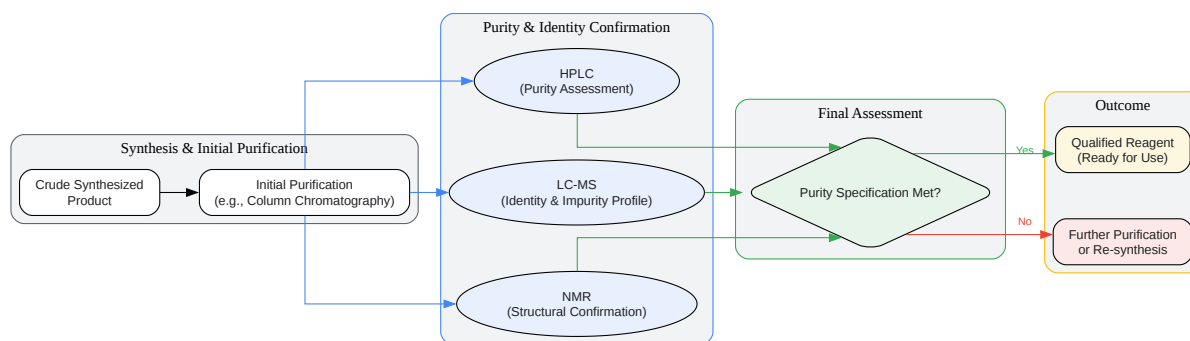 Synthesis & Initial Purification
Crude Synthesized
Product
Initial Purification
(e.g., Column Chromatography)
Purity & Identity Confirmation
HPLC
(Purity Assessment)
LC-MS
(Identity & Impurity Profile)
NMR
(Structural Confirmation)
Final Assessment
Purity Specification Met?
Yes
No
Outcome
Qualified Reagent
(Ready for Use)
Further Purification
or Re-synthesis